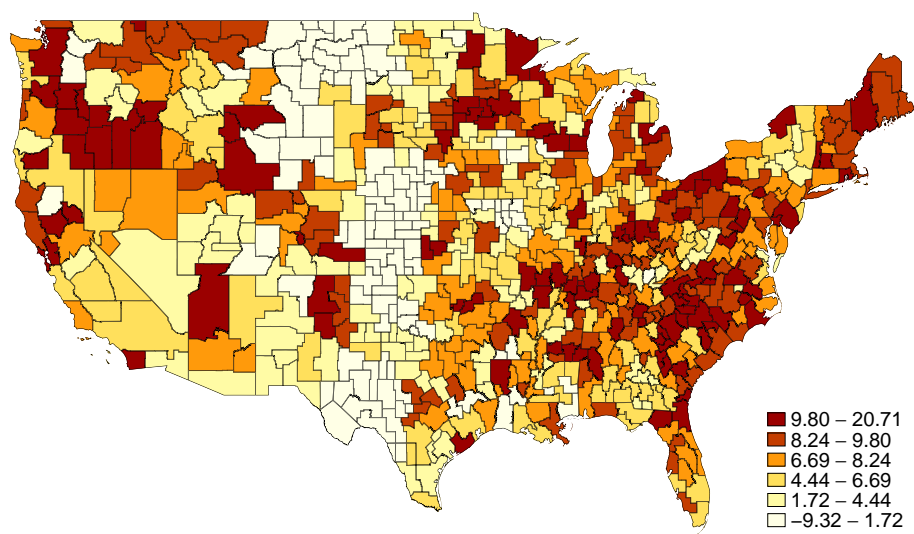 9.80 – 20.71
8.24 – 9.80
6.69 – 8.24
4.44 – 6.69
1.72 – 4.44
–9.32 – 1.72